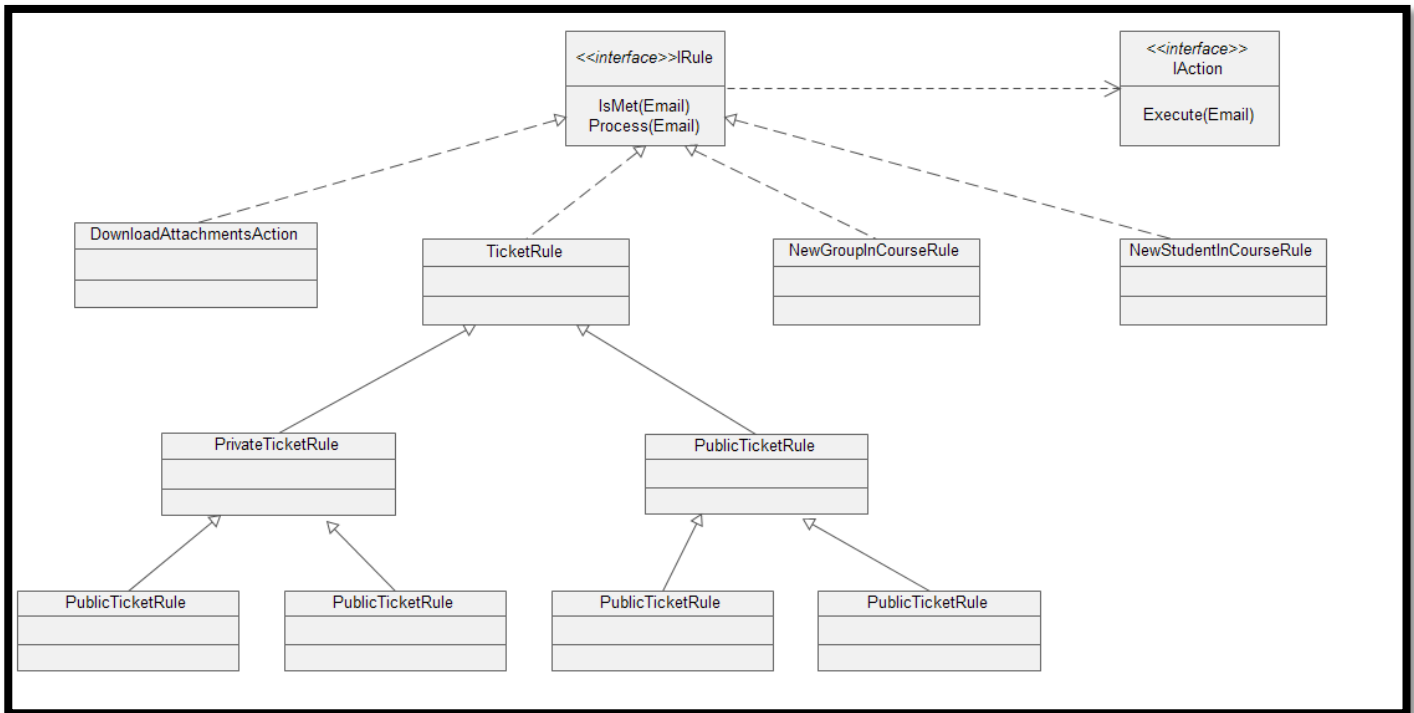 <<interface>>IRule
IsMet(Email)
Process(Email)
<<interface>>
IAction
Execute(Email)
DownloadAttachmentsAction
TicketRule
NewGroupInCourseRule
NewStudentInCourseRule
PrivateTicketRule
PublicTicketRule
PublicTicketRule
PublicTicketRule
PublicTicketRule
PublicTicketRule